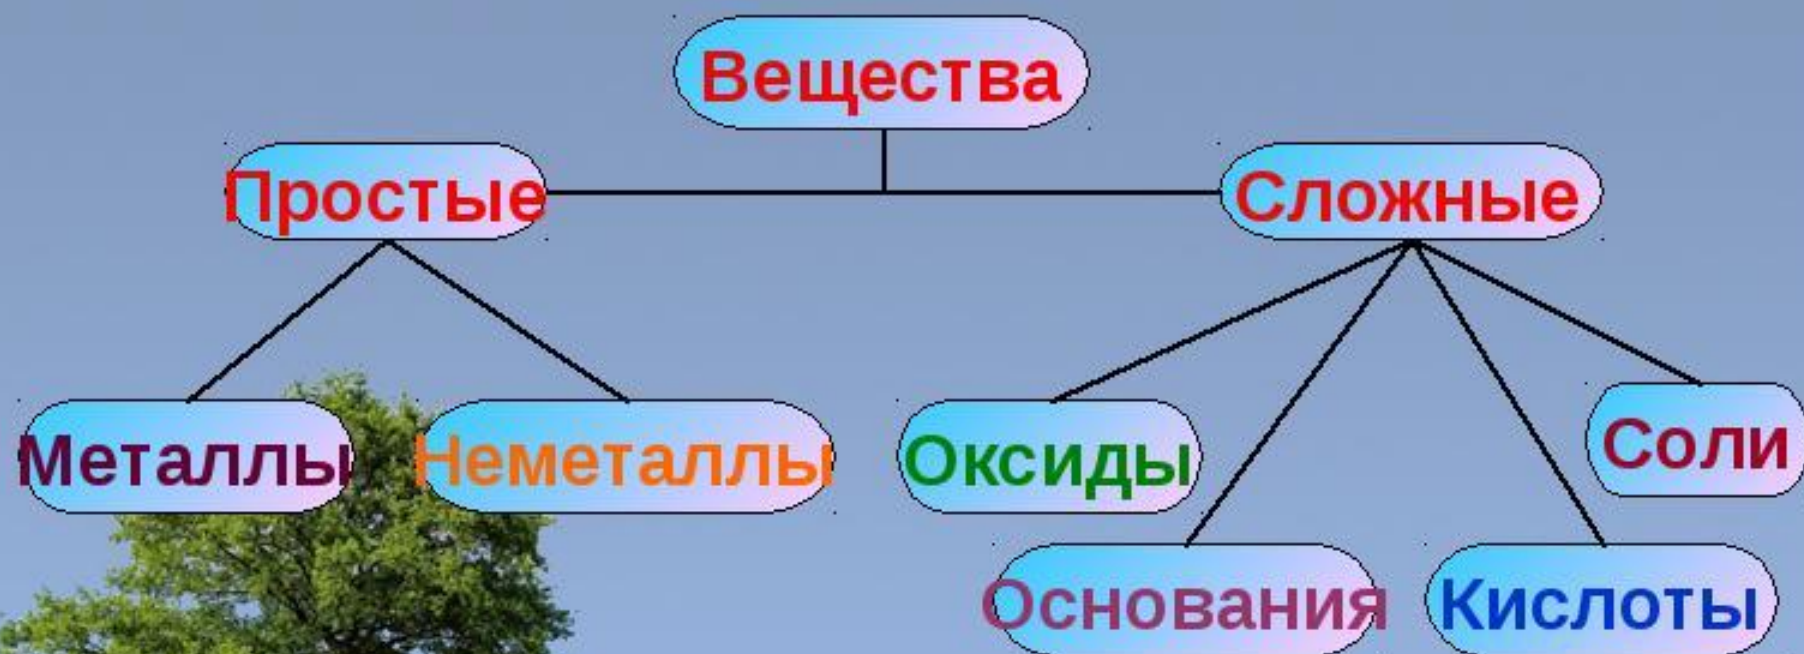 Вещества
Простые
Сложные
Металлы
Неметаллы
Оксиды
Соли
Основания
Кислоты